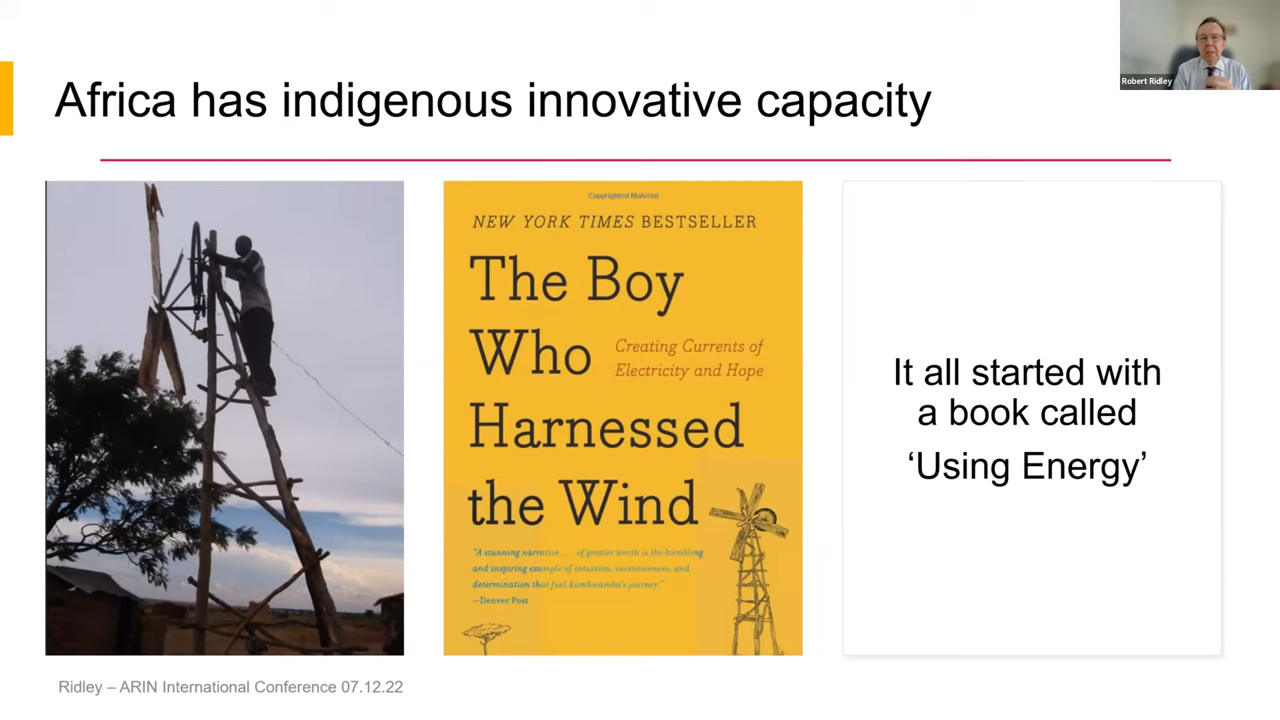 Robert Ridley
Africa has indigenous innovative capacity
Copyrighted Material
NEW YORK TIMES BESTSELLER
The Boy
Who
Creating Currents of
Electricity and Hope
Harnessed
the Wind
"A stunning narrative. . . . of greater worth is the humbling
and inspiring example of intuition, inventiveness, and
determination that fuel Kamkwamba's journey."
—Denver Post
It all started with
a book called
‘Using Energy’
Ridley – ARIN International Conference 07.12.22